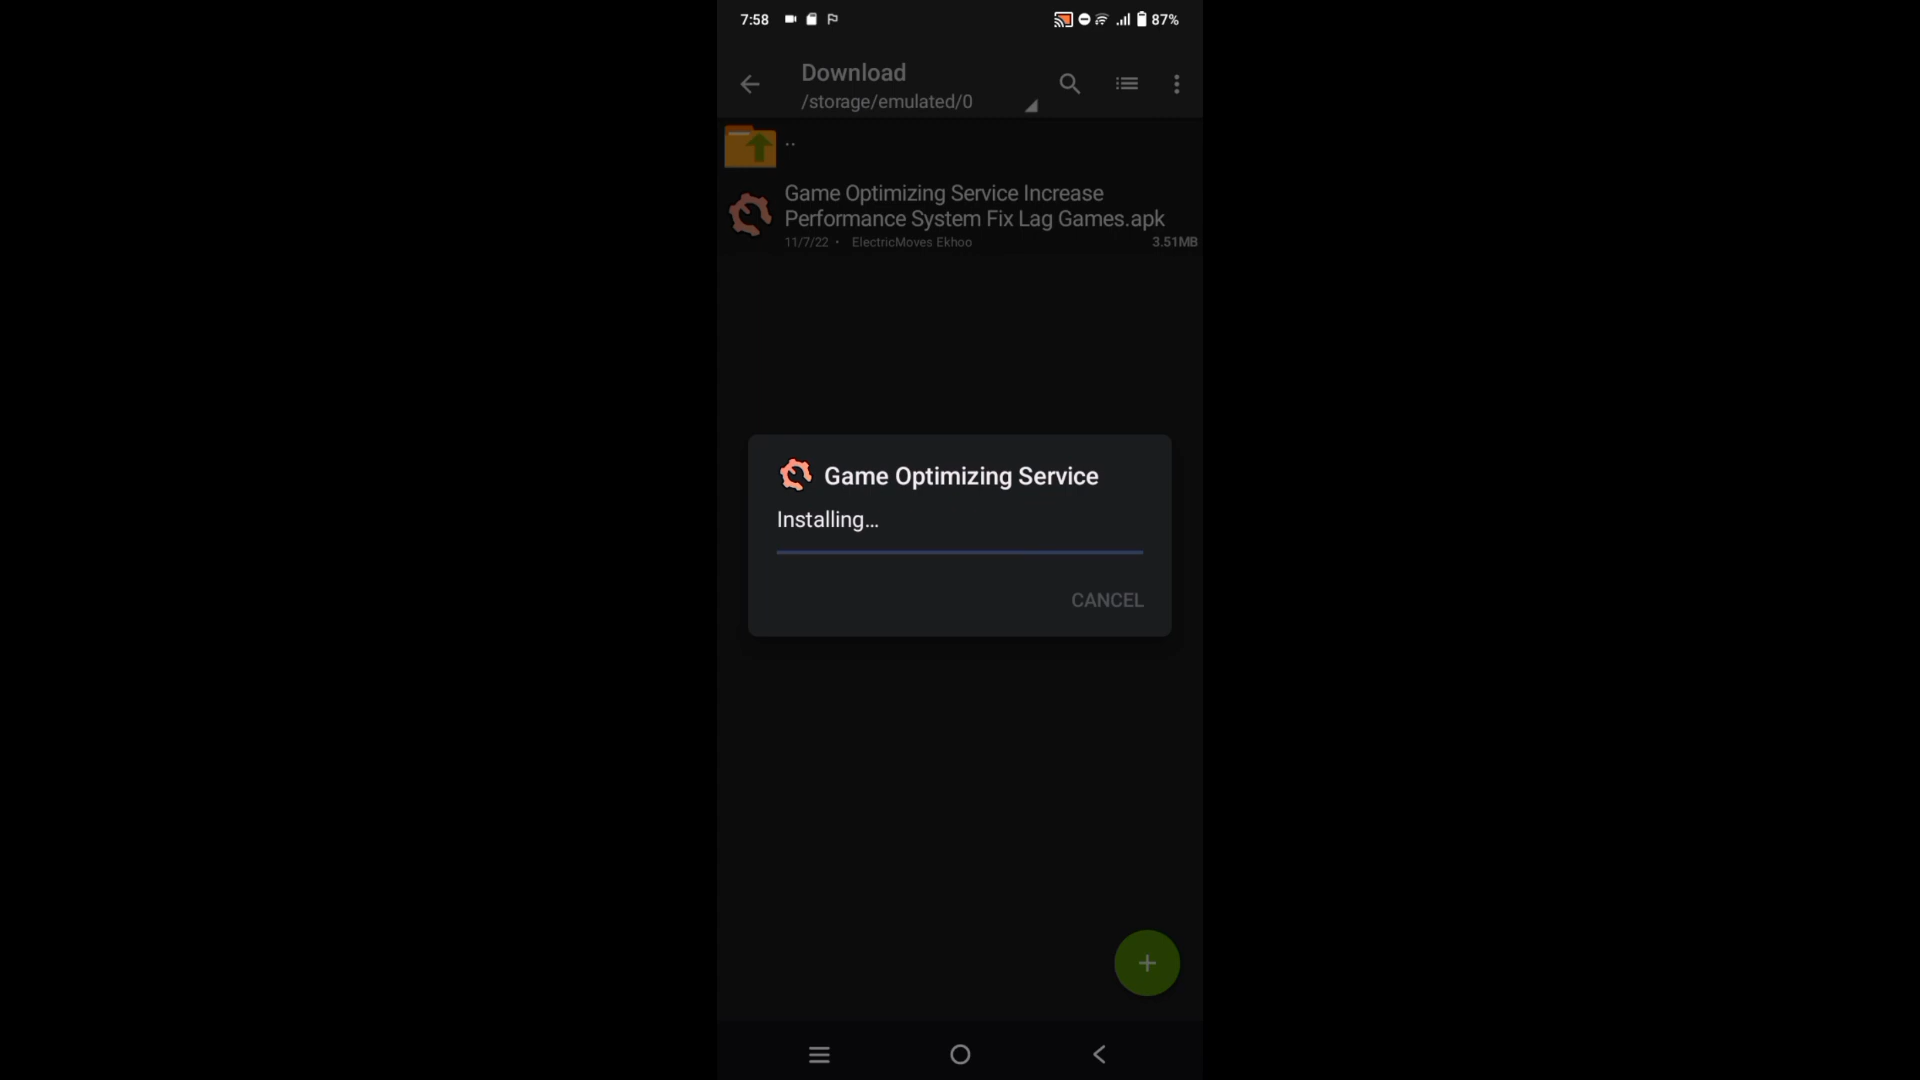 7:58
87%
Download
/storage/emulated/0
..
Game Optimizing Service Increase
Performance System Fix Lag Games.apk
11/7/22 • ElectricMoves Ekhoo 3.51MB
Game Optimizing Service
Installing...
CANCEL